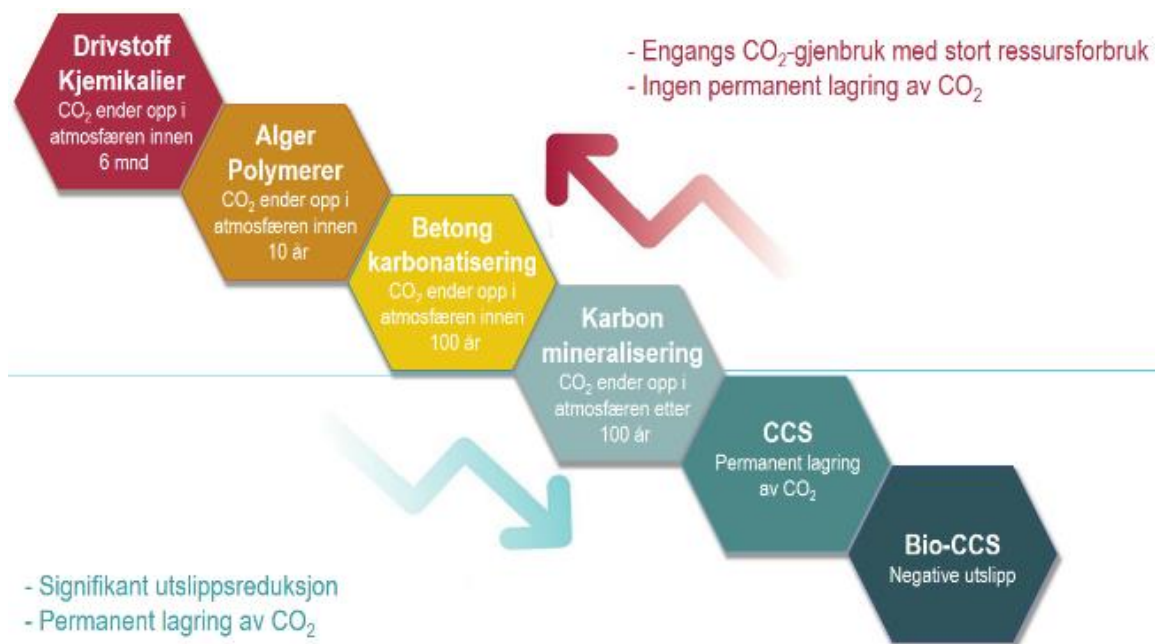 Drivstoff
Kjemikalier
CO₂ ender opp i
atmosfæren innen
6 mnd
- Engangs CO₂-gjenbruk med stort ressursforbruk
- Ingen permanent lagring av CO₂
Alger
Polymerer
CO₂ ender opp i
atmosfæren innen
10 år
Betong
karbonatisering
CO₂ ender opp i
atmosfæren innen
100 år
Karbon
mineralisering
CO₂ ender opp i
atmosfæren etter
100 år
CCS
Permanent lagring
av CO₂
Bio-CCS
Negative utslipp
- Signifikant utslippsreduksjon
- Permanent lagring av CO₂